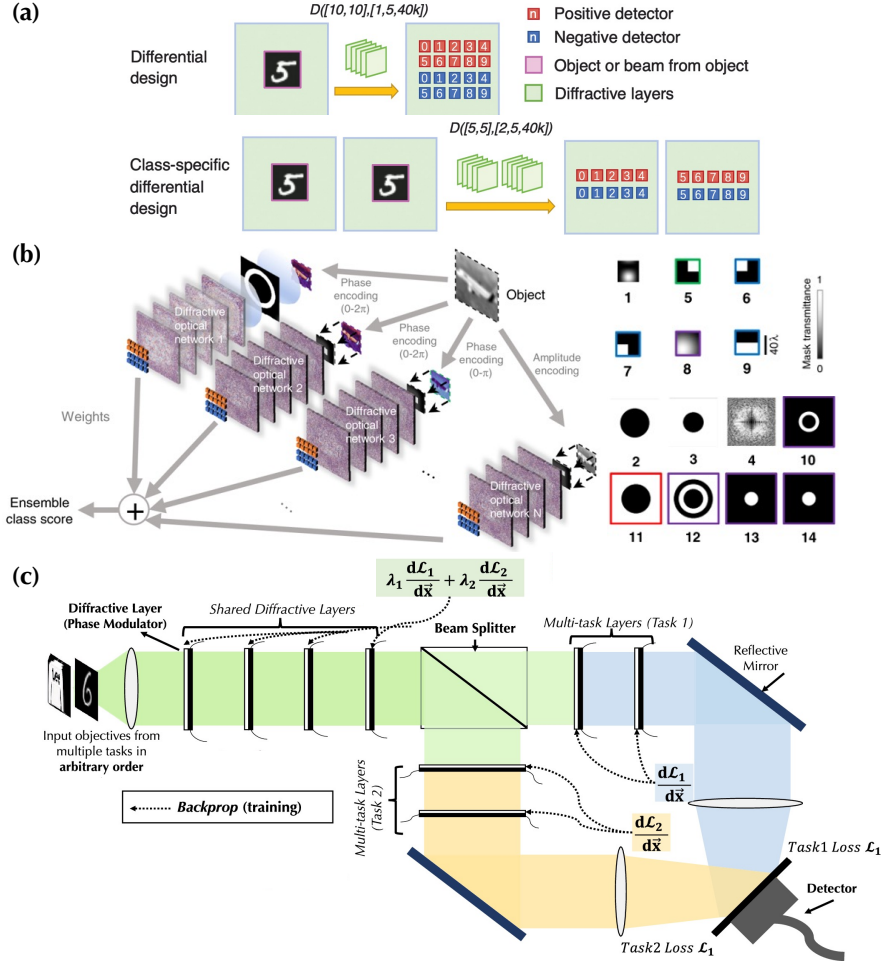 (a)
D([10,10],[1,5,40k])
Differential
design
5
0 1 2 3 4
5 6 7 8 9
0 1 2 3 4
5 6 7 8 9
n Positive detector
n Negative detector
Object or beam from object
Diffractive layers
D([5,5],[2,5,40k])
Class-specific
differential
design
5
5
0 1 2 3 4
0 1 2 3 4
5 6 7 8 9
5 6 7 8 9
(b)
Object
Phase
encoding
(0-2π)
Phase
encoding
(0-2π)
Phase
encoding
(0-π)
Amplitude
encoding
Diffractive
optical
network 1
Diffractive
optical
network 2
Diffractive
optical
network 3
Diffractive
optical
network N
...
...
Weights
Ensemble
class score
+
1
5
6
7
8
9
40λ
Mask transmittance
1
0
2
3
4
10
11
12
13
14
(c)
λ₁ dℒ₁/dx⃗ + λ₂ dℒ₂/dx⃗
Diffractive Layer
(Phase Modulator)
Shared Diffractive Layers
Beam Splitter
Multi-task Layers (Task 1)
Reflective
Mirror
6
Input objectives from
multiple tasks in
arbitrary order
Backprop (training)
Multi-task Layers
(Task 2)
dℒ₁/dx⃗
dℒ₂/dx⃗
Task1 Loss ℒ₁
Detector
Task2 Loss ℒ₁